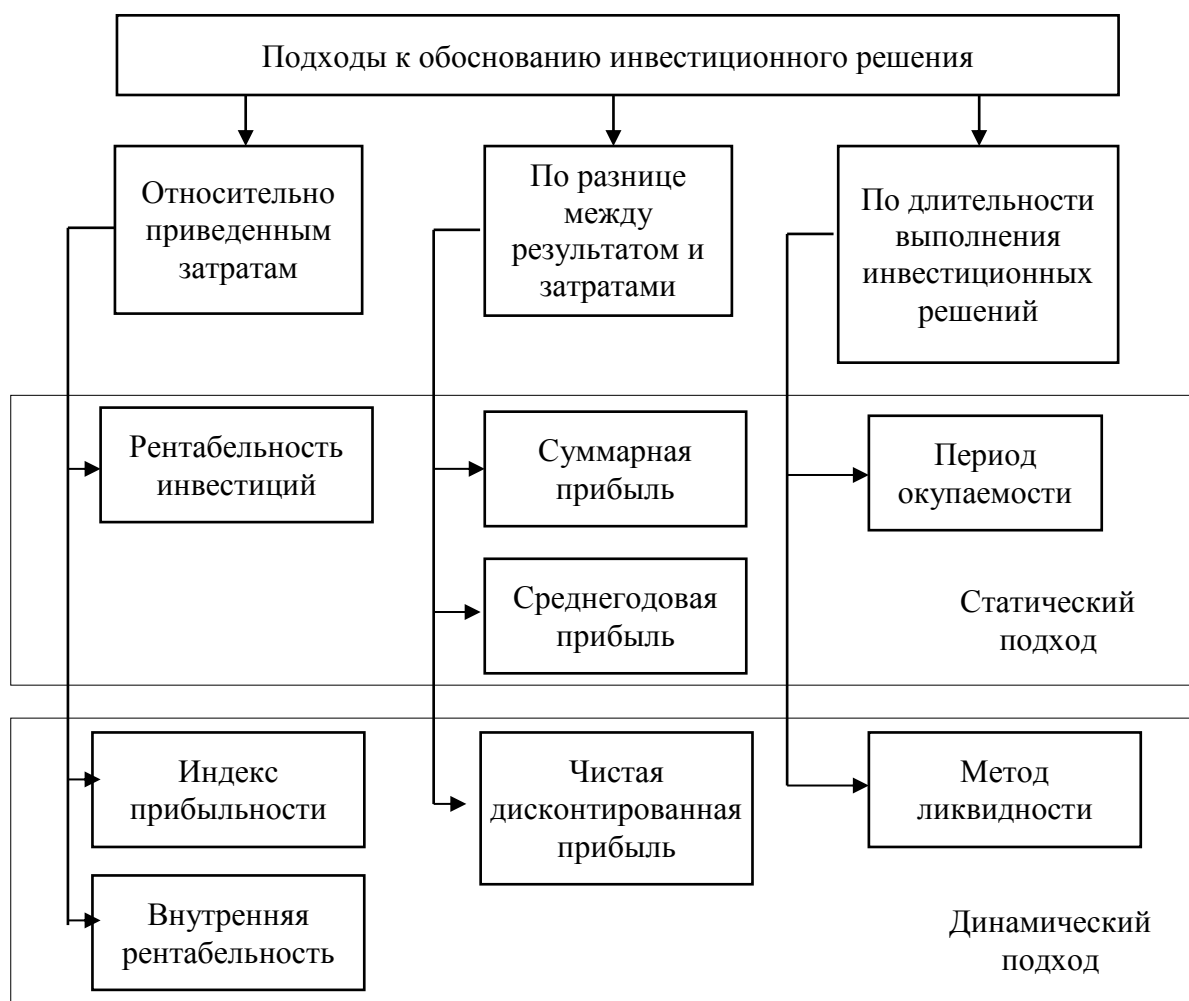 Подходы к обоснованию инвестиционного решения
Относительно
приведенным
затратам
По разнице
между
результатом и
затратами
По длительности
выполнения
инвестиционных
решений
Рентабельность
инвестиций
Суммарная
прибыль
Период
окупаемости
Среднегодовая
прибыль
Статический
подход
Индекс
прибыльности
Чистая
дисконтированная
прибыль
Метод
ликвидности
Внутренняя
рентабельность
Динамический
подход